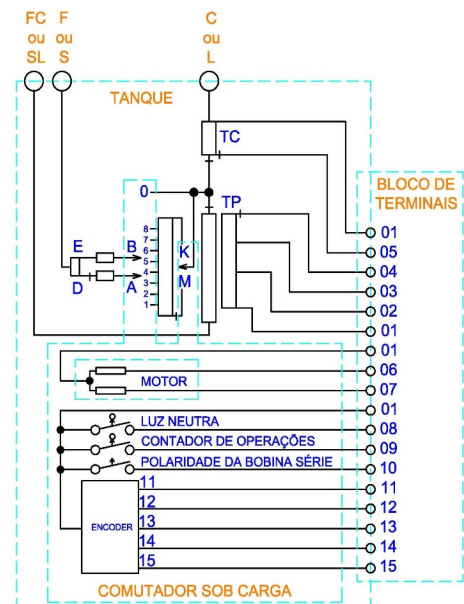 FC F C
ou ou ou
SL S L
TANQUE
TC
BLOCO DE
TERMINAIS
0
TP
01
05
8
7
6
5
4
3
2
1
E
B
K
04
D
A
M
03
02
01
01
06
MOTOR
07
01
LUZ NEUTRA
08
CONTADOR DE OPERAÇÕES
09
POLARIDADE DA BOBINA SÉRIE
10
11
11
12
12
ENCODER
13
13
14
14
15
15
COMUTADOR SOB CARGA